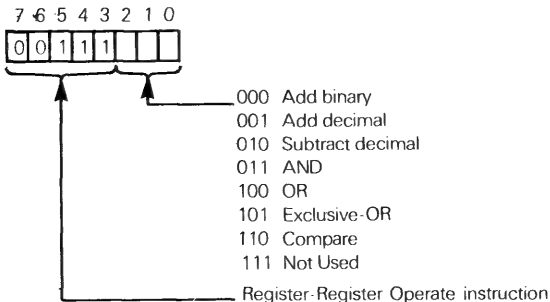 7 6 5 4 3 2 1 0
0 0 1 1 1
000 Add binary
001 Add decimal
010 Subtract decimal
011 AND
100 OR
101 Exclusive-OR
110 Compare
111 Not Used
Register-Register Operate instruction